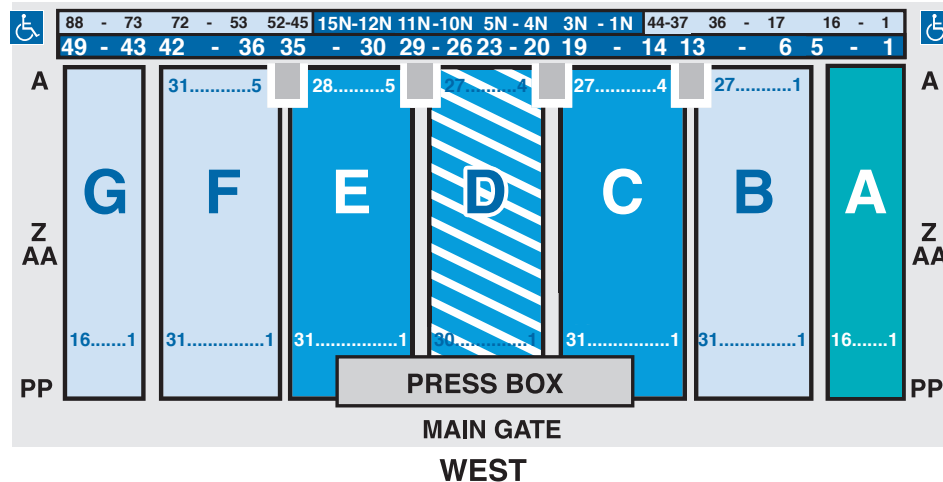 88 - 73 72 - 53 52-45 15N-12N 11N-10N 5N - 4N 3N - 1N 44-37 36 - 17 16 - 1
49 - 43 42 - 36 35 - 30 29 - 26 23 - 20 19 - 14 13 - 6 5 - 1
A A
31............5 28..........5 27..........4 27............4 27............1
G F E D C B A
Z Z
AA AA
16.......1 31...............1 31...............1 30.............1 31...............1 31...............1 16.......1
PP PRESS BOX PP
MAIN GATE
WEST